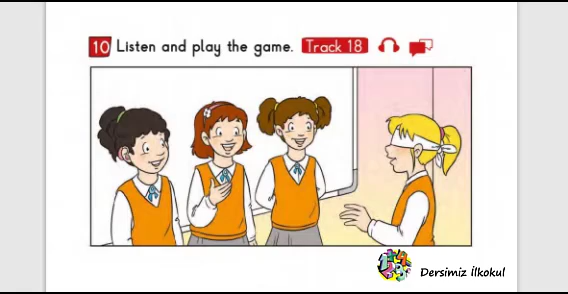 10 Listen and play the game. Track 18
Dersimiz İlkokul